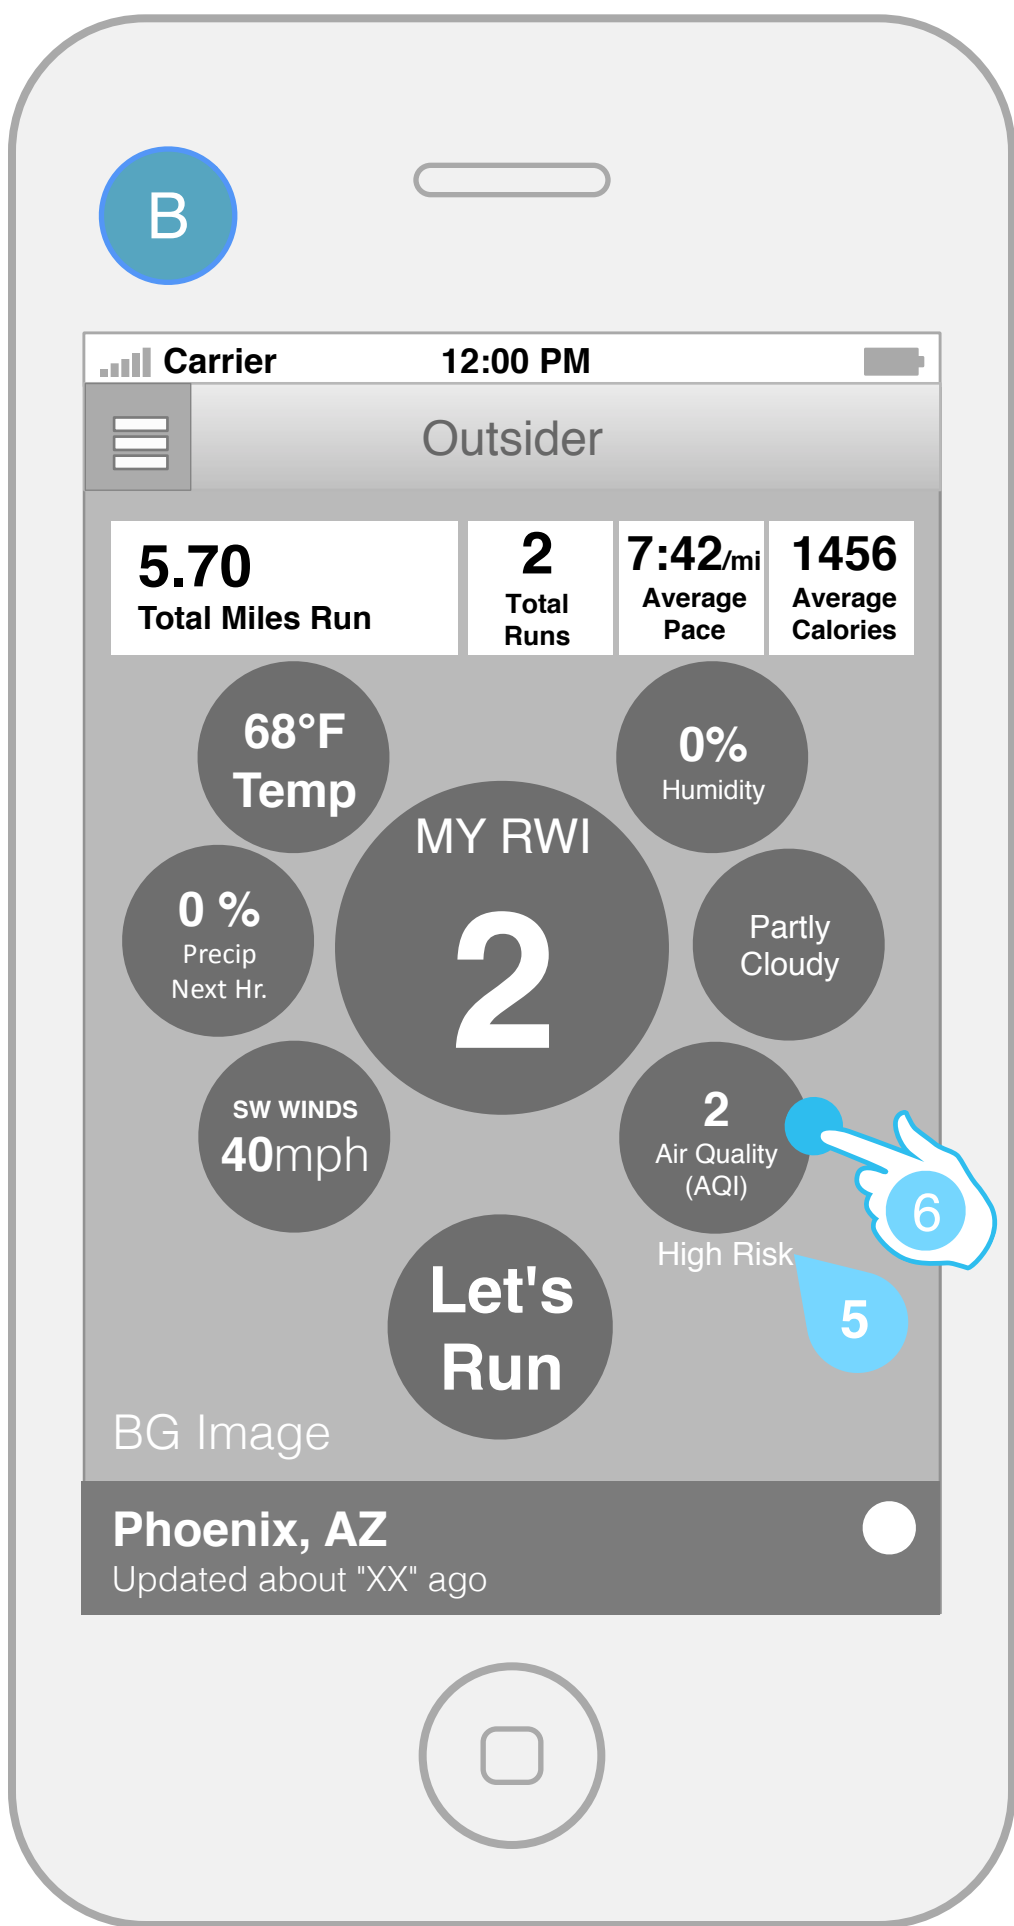 B
Carrier 12:00 PM
Outsider
5.70
Total Miles Run
2
Total
Runs
7:42/mi
Average
Pace
1456
Average
Calories
68°F
Temp
0%
Humidity
MY RWI
2
0 %
Precip
Next Hr.
Partly
Cloudy
SW WINDS
40mph
2
Air Quality
(AQI)
6
High Risk
5
Let's
Run
BG Image
Phoenix, AZ
Updated about "XX" ago